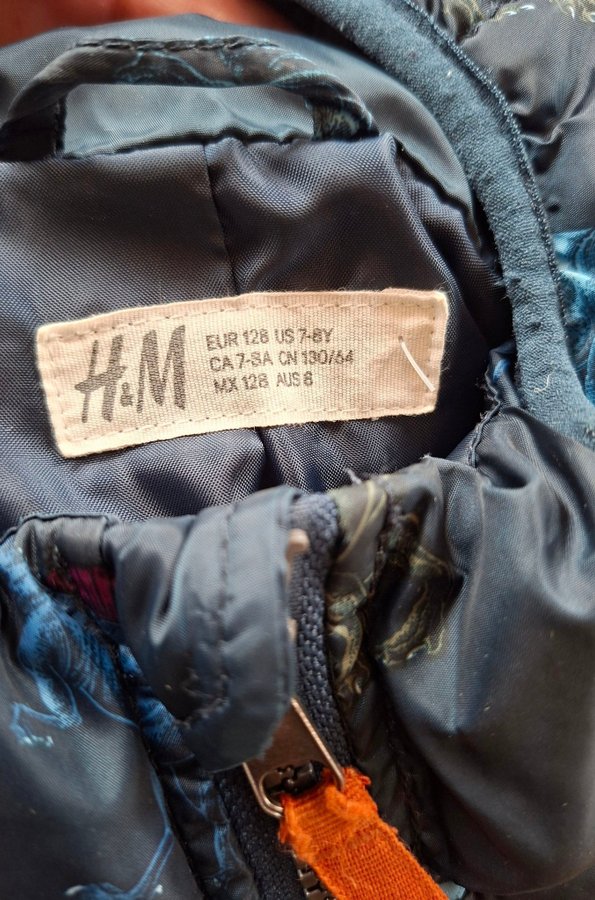 H&M
EUR 128 US 7-8Y
CA 7-8A CN 130/64
MX 128 AUS 8